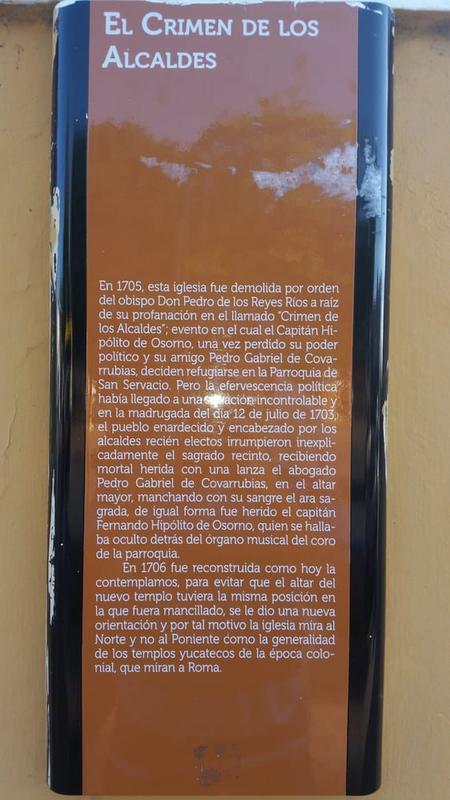 El Crimen de los
Alcaldes
En 1705, esta iglesia fue demolida por orden
del obispo Don Pedro de los Reyes Ríos a raíz
de su profanación en el llamado "Crimen de
los Alcaldes"; evento en el cual el Capitán Hi-
pólito de Osorno, una vez perdido su poder
político y su amigo Pedro Gabriel de Cova-
rrubias, deciden refugiarse en la Parroquia de
San Servacio. Pero la efervescencia política
había llegado a una situación incontrolable y
en la madrugada del día 12 de julio de 1703,
el pueblo enardecido y encabezado por los
alcaldes recién electos irrumpieron inexpli-
cadamente el sagrado recinto, recibiendo
mortal herida con una lanza el abogado
Pedro Gabriel de Covarrubias, en el altar
mayor, manchando con su sangre el ara sa-
grada, de igual forma fue herido el capitán
Fernando Hipólito de Osorno, quien se halla-
ba oculto detrás del órgano musical del coro
de la parroquia.
En 1706 fue reconstruida como hoy la
contemplamos, para evitar que el altar del
nuevo templo tuviera la misma posición en
la que fuera mancillado, se le dio una nueva
orientación y por tal motivo la iglesia mira al
Norte y no al Poniente como la generalidad
de los templos yucatecos de la época colo-
nial, que miran a Roma.